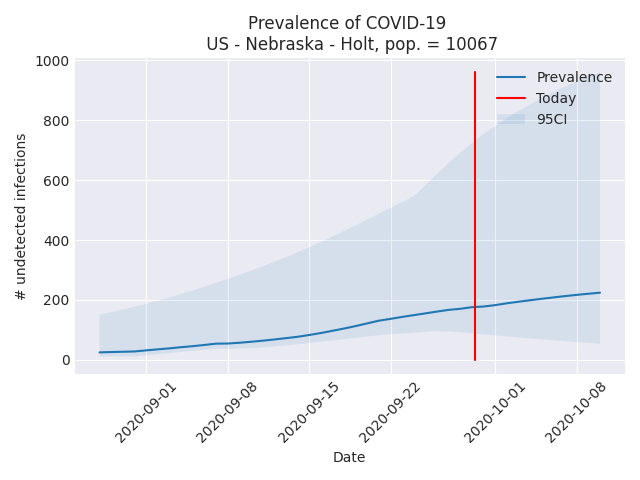 Prevalence of COVID-19
US - Nebraska - Holt, pop. = 10067
1000
800
600
400
200
0
# undetected infections
Prevalence
Today
95CI
2020-09-01
2020-09-08
2020-09-15
2020-09-22
2020-10-01
2020-10-08
Date